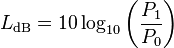 L_dB = 10 log_10 (P_1 / P_0)